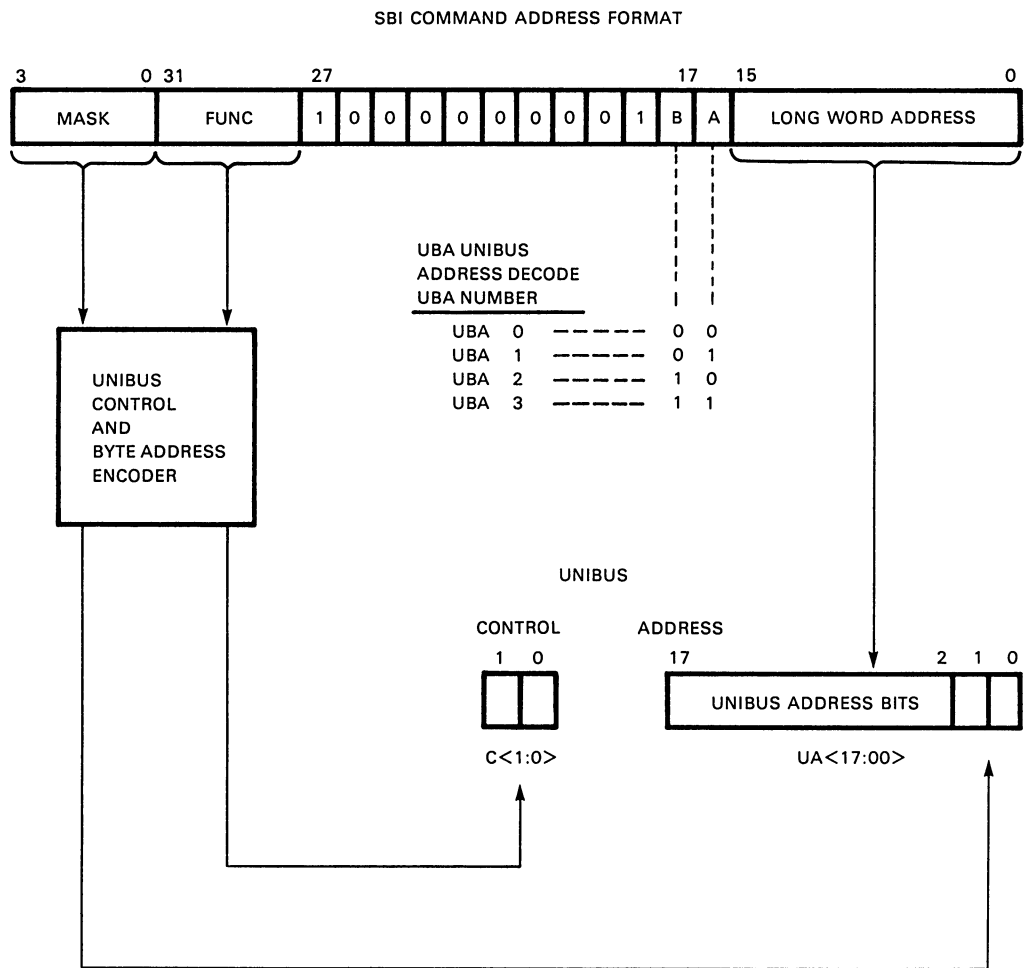 SBI COMMAND ADDRESS FORMAT
3 0 31 27 17 15 0
MASK FUNC 1 0 0 0 0 0 0 0 0 1 B A LONG WORD ADDRESS
UBA UNIBUS
ADDRESS DECODE
UBA NUMBER
UBA 0 0 0
UBA 1 0 1
UBA 2 1 0
UBA 3 1 1
UNIBUS
CONTROL
AND
BYTE ADDRESS
ENCODER
UNIBUS
CONTROL ADDRESS
1 0 17 2 1 0
UNIBUS ADDRESS BITS
C<1:0> UA<17:00>